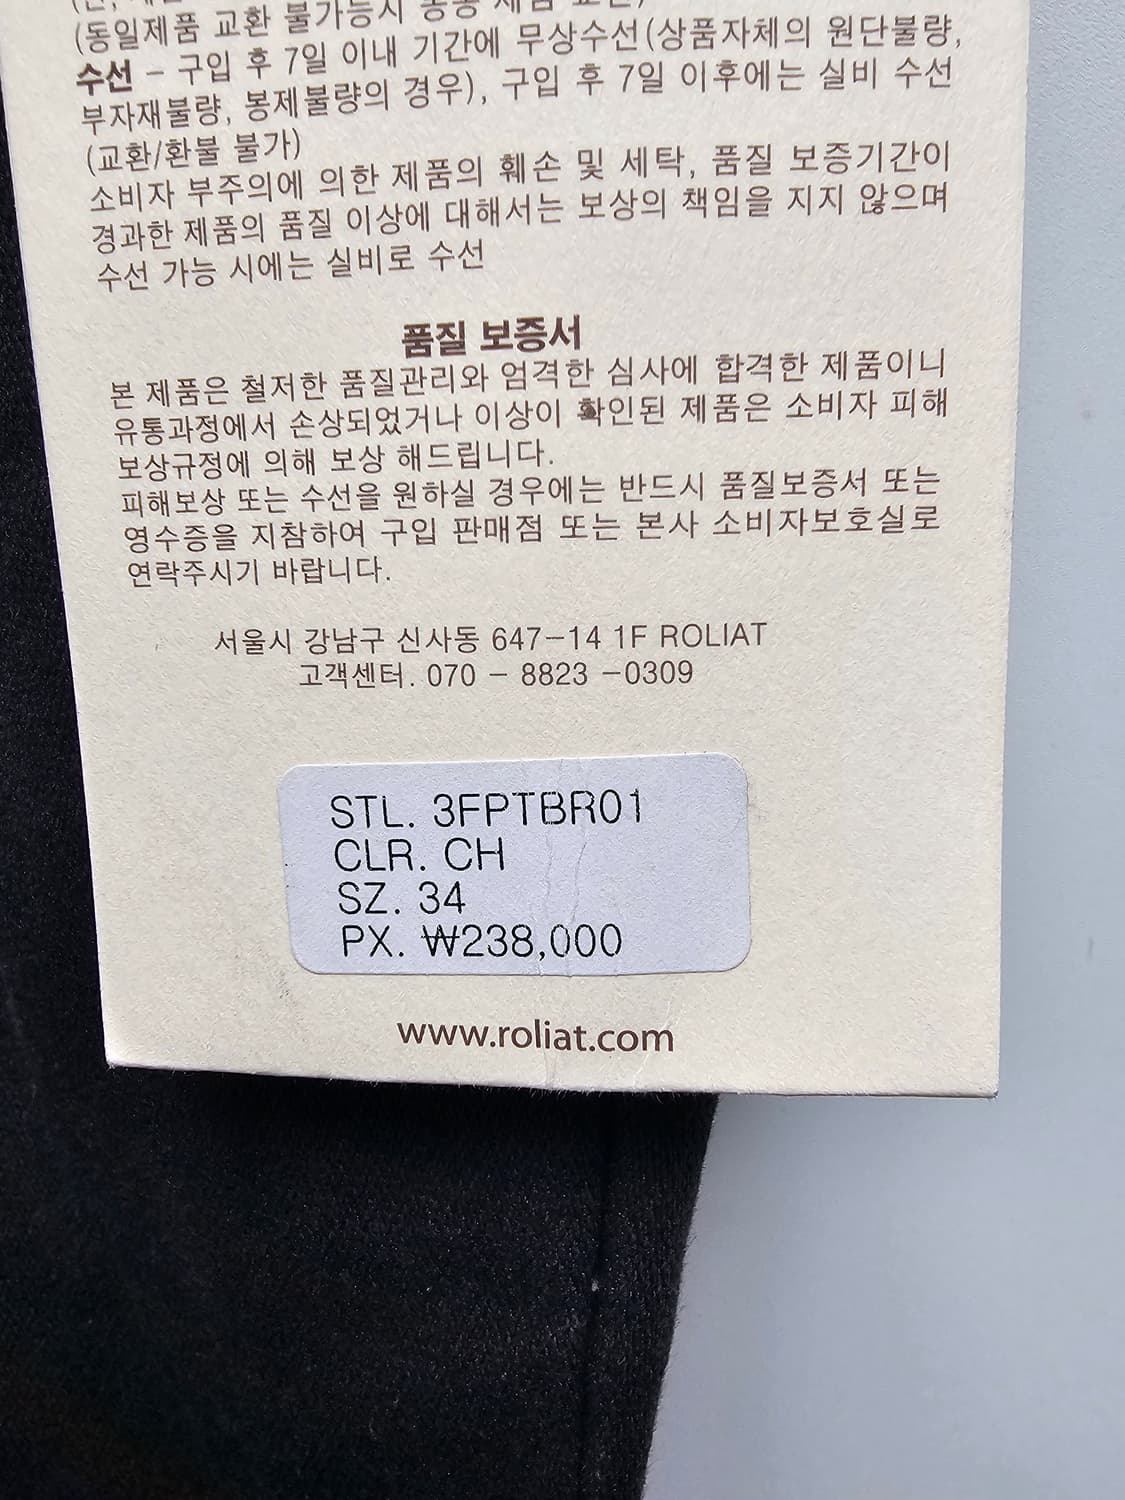 (동일제품 교환 불가능시 동종
수선 - 구입 후 7일 이내 기간에 무상수선(상품자체의 원단불량,
부자재불량, 봉제불량의 경우), 구입 후 7일 이후에는 실비 수선
(교환/환불 불가)
소비자 부주의에 의한 제품의 훼손 및 세탁, 품질 보증기간이
경과한 제품의 품질 이상에 대해서는 보상의 책임을 지지 않으며
수선 가능 시에는 실비로 수선
품질 보증서
본 제품은 철저한 품질관리와 엄격한 심사에 합격한 제품이니
유통과정에서 손상되었거나 이상이 확인된 제품은 소비자 피해
보상규정에 의해 보상 해드립니다.
피해보상 또는 수선을 원하실 경우에는 반드시 품질보증서 또는
영수증을 지참하여 구입 판매점 또는 본사 소비자보호실로
연락주시기 바랍니다.
서울시 강남구 신사동 647-14 1F ROLIAT
고객센터. 070 - 8823 -0309
STL. 3FPTBR01
CLR. CH
SZ. 34
PX. ₩238,000
www.roliat.com